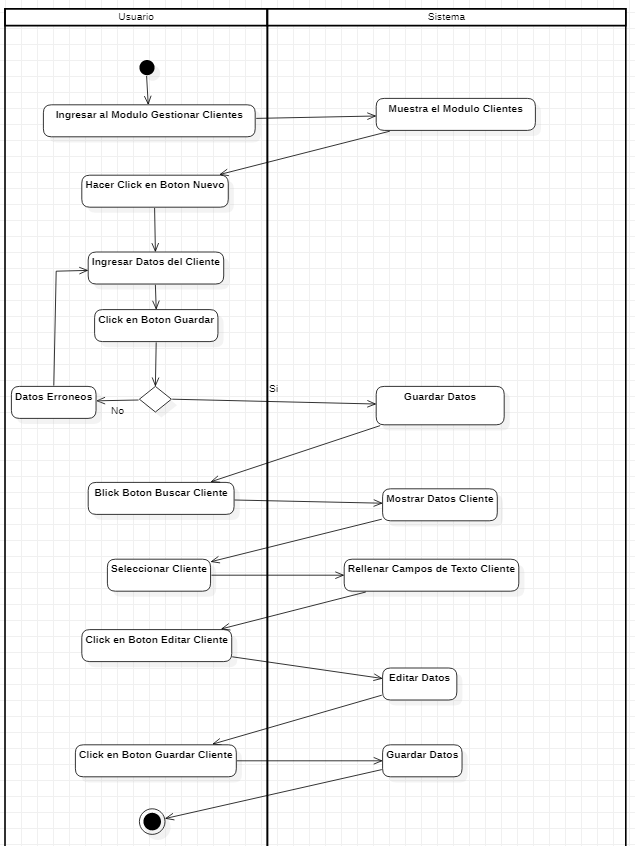 Usuario
Sistema
Ingresar al Modulo Gestionar Clientes
Muestra el Modulo Clientes
Hacer Click en Boton Nuevo
Ingresar Datos del Cliente
Click en Boton Guardar
Datos Erroneos
No
Si
Guardar Datos
Blick Boton Buscar Cliente
Mostrar Datos Cliente
Seleccionar Cliente
Rellenar Campos de Texto Cliente
Click en Boton Editar Cliente
Editar Datos
Click en Boton Guardar Cliente
Guardar Datos